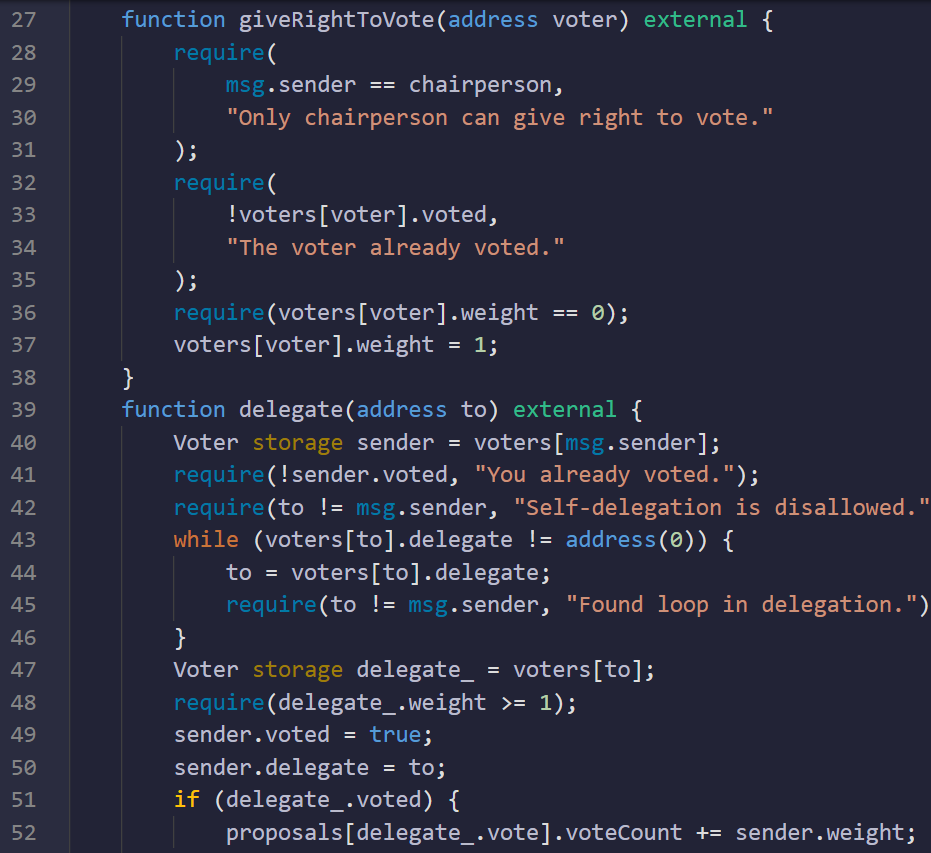 27 function giveRightToVote(address voter) external {
28 require(
29 msg.sender == chairperson,
30 "Only chairperson can give right to vote."
31 );
32 require(
33 !voters[voter].voted,
34 "The voter already voted."
35 );
36 require(voters[voter].weight == 0);
37 voters[voter].weight = 1;
38 }
39 function delegate(address to) external {
40 Voter storage sender = voters[msg.sender];
41 require(!sender.voted, "You already voted.");
42 require(to != msg.sender, "Self-delegation is disallowed."
43 while (voters[to].delegate != address(0)) {
44 to = voters[to].delegate;
45 require(to != msg.sender, "Found loop in delegation.")
46 }
47 Voter storage delegate_ = voters[to];
48 require(delegate_.weight >= 1);
49 sender.voted = true;
50 sender.delegate = to;
51 if (delegate_.voted) {
52 proposals[delegate_.vote].voteCount += sender.weight;